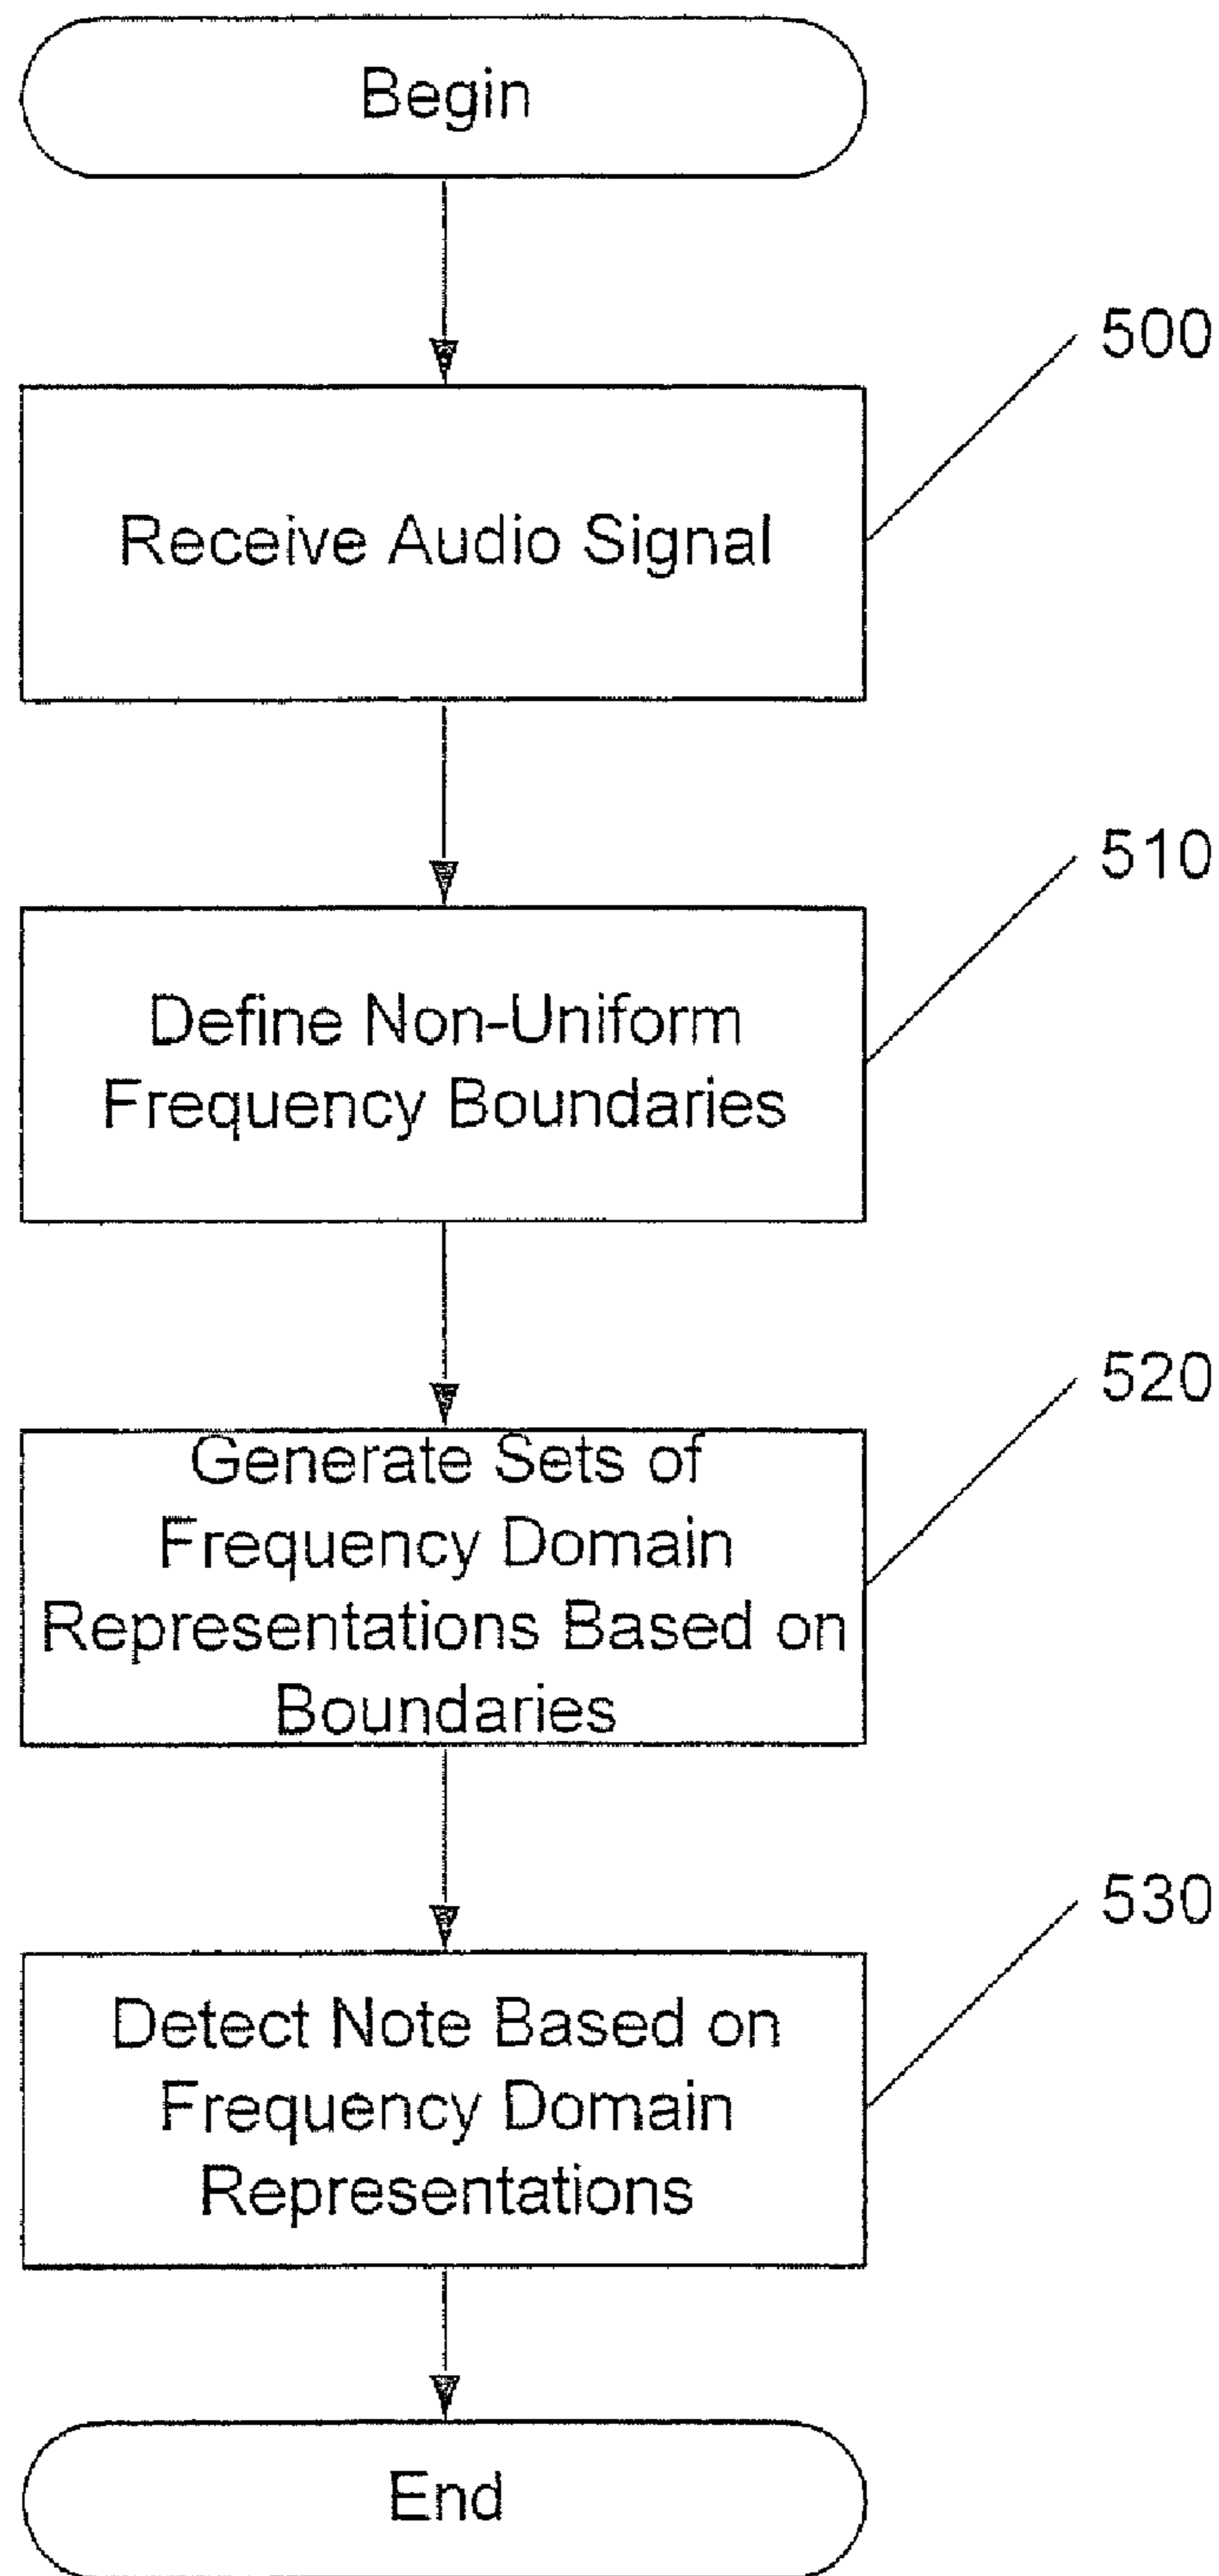 Begin
500
Receive Audio Signal
510
Define Non-Uniform
Frequency Boundaries
520
Generate Sets of
Frequency Domain
Representations Based on
Boundaries
530
Detect Note Based on
Frequency Domain
Representations
End